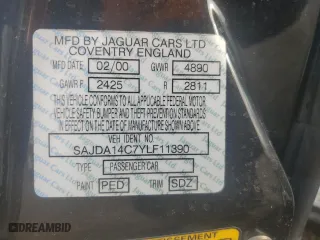 MFD BY JAGUAR CARS LTD
COVENTRY ENGLAND
MFD DATE 02/00 GVWR 4890
GAWR F 2425 R 2811
THIS VEHICLE CONFORMS TO ALL APPLICABLE FEDERAL MOTOR
VEHICLE SAFETY BUMPER AND THEFT PREVENTION STANDARDS
IN EFFECT ON THE DATE OF MANUFACTURE SHOWN ABOVE.
VEH IDENT NO
SAJDA14C7YLF11390
TYPE PASSENGER CAR
PAINT PED TRIM SDZ
© AUTOBIDMASTER